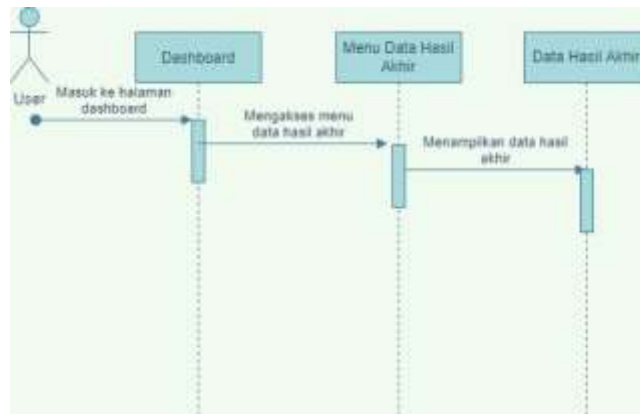 Dashboard
Menu Data Hasil
Akhir
Data Hasil Akhir
User
Masuk ke halaman
dashboard
Mengakses menu
data hasil akhir
Menampilkan data hasil
akhir